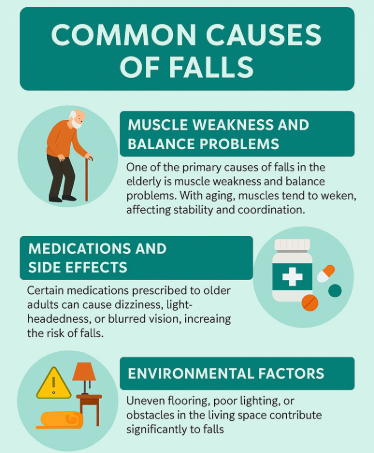 COMMON CAUSES
OF FALLS
MUSCLE WEAKNESS AND
BALANCE PROBLEMS
One of the primary causes of falls in the
elderly is muscle weakness and balance
problems. With aging, muscles tend to weken,
affecting stability and coordination.
MEDICATIONS AND
SIDE EFFECTS
Certain medications prescribed to older
adults can cause dizziness, light-
headedness, or blurred vision, increaing
the risk of falls.
ENVIRONMENTAL FACTORS
Uneven flooring, poor lighting, or
obstacles in the living space contribute
significantly to falls